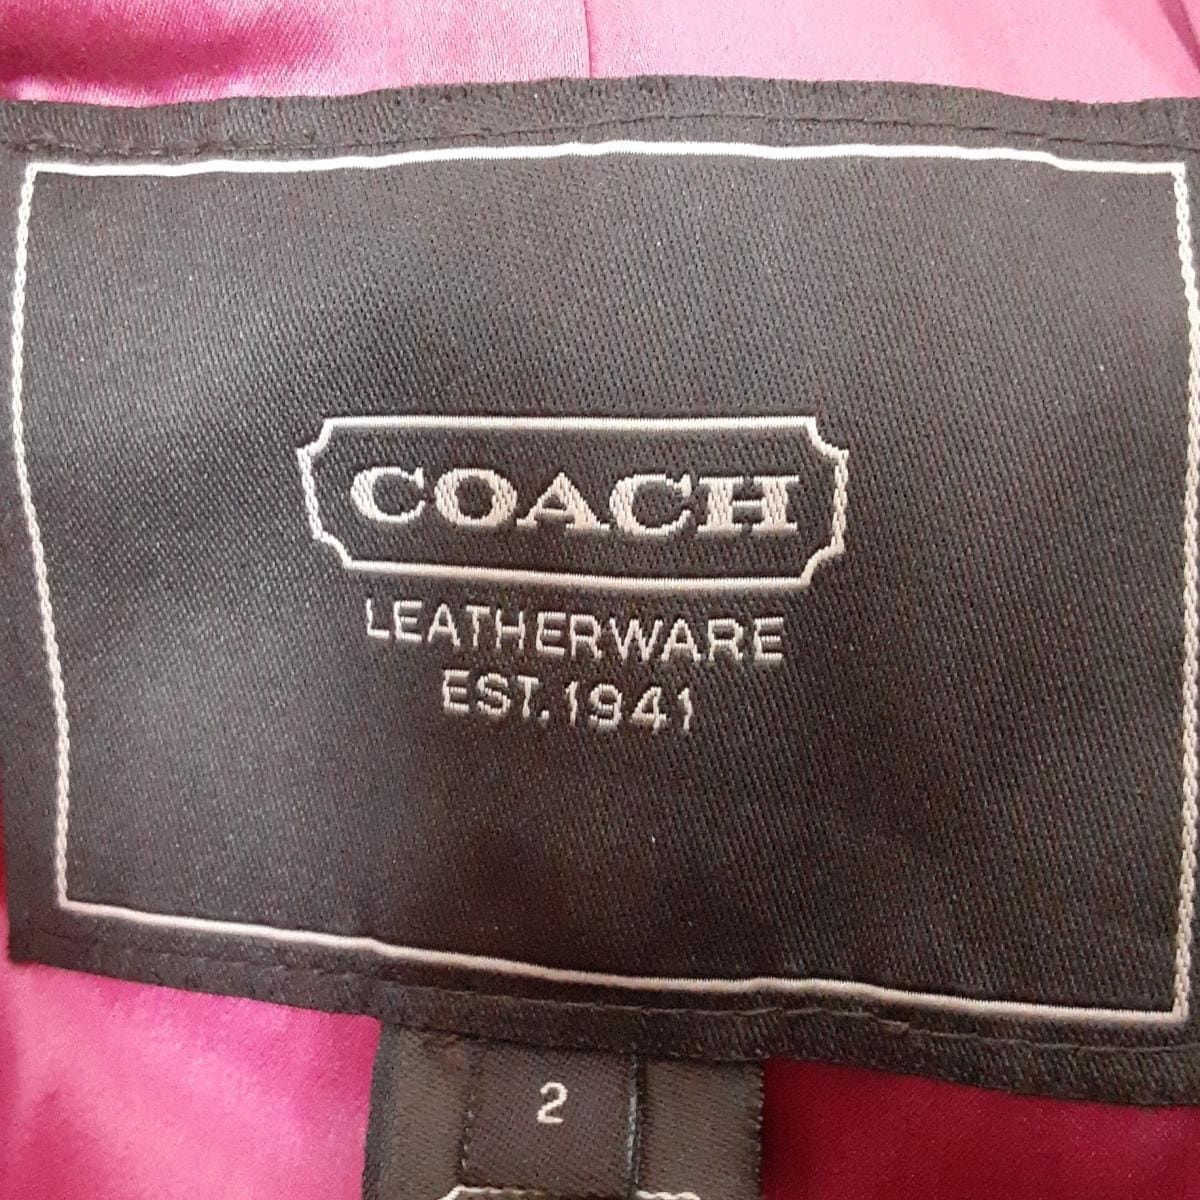 COACH
LEATHERWARE
EST. 1941
2